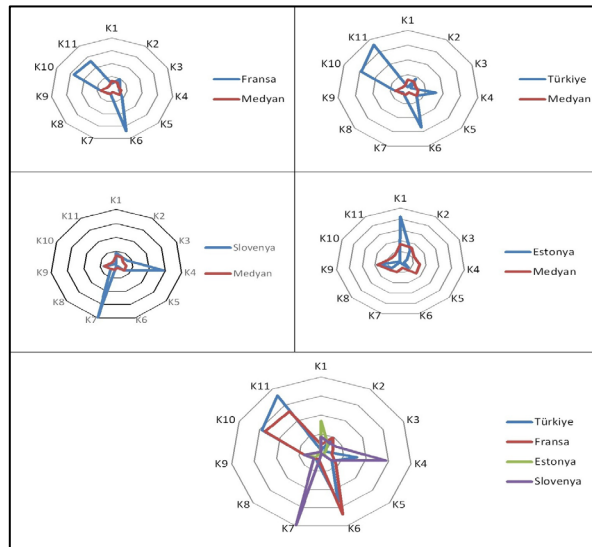 K1
K11 K2
K10 K3
K9 K4
K8 K5
K7 K6
Fransa
Medyan
K1
K11 K2
K10 K3
K9 K4
K8 K5
K7 K6
Türkiye
Medyan
K1
K11 K2
K10 K3
K9 K4
K8 K5
K7 K6
Slovenya
Medyan
K1
K11 K2
K10 K3
K9 K4
K8 K5
K7 K6
Estonya
Medyan
K1
K11 K2
K10 K3
K9 K4
K8 K5
K7 K6
Türkiye
Fransa
Estonya
Slovenya